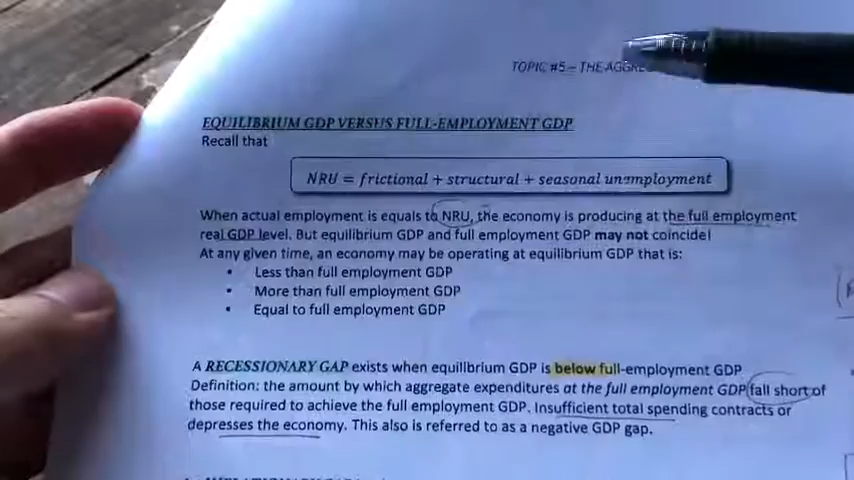 TOPIC #5 – THE AGGRE
EQUILIBRIUM GDP VERSUS FULL-EMPLOYMENT GDP
Recall that
NRU = frictional + structural + seasonal unemployment
When actual employment is equals to NRU, the economy is producing at the full employment
real GDP level. But equilibrium GDP and full employment GDP may not coincide!
At any given time, an economy may be operating at equilibrium GDP that is:
• Less than full employment GDP
• More than full employment GDP
• Equal to full employment GDP
A RECESSIONARY GAP exists when equilibrium GDP is below full-employment GDP
Definition: the amount by which aggregate expenditures at the full employment GDP fall short of
those required to achieve the full employment GDP. Insufficient total spending contracts or
depresses the economy. This also is referred to as a negative GDP gap.